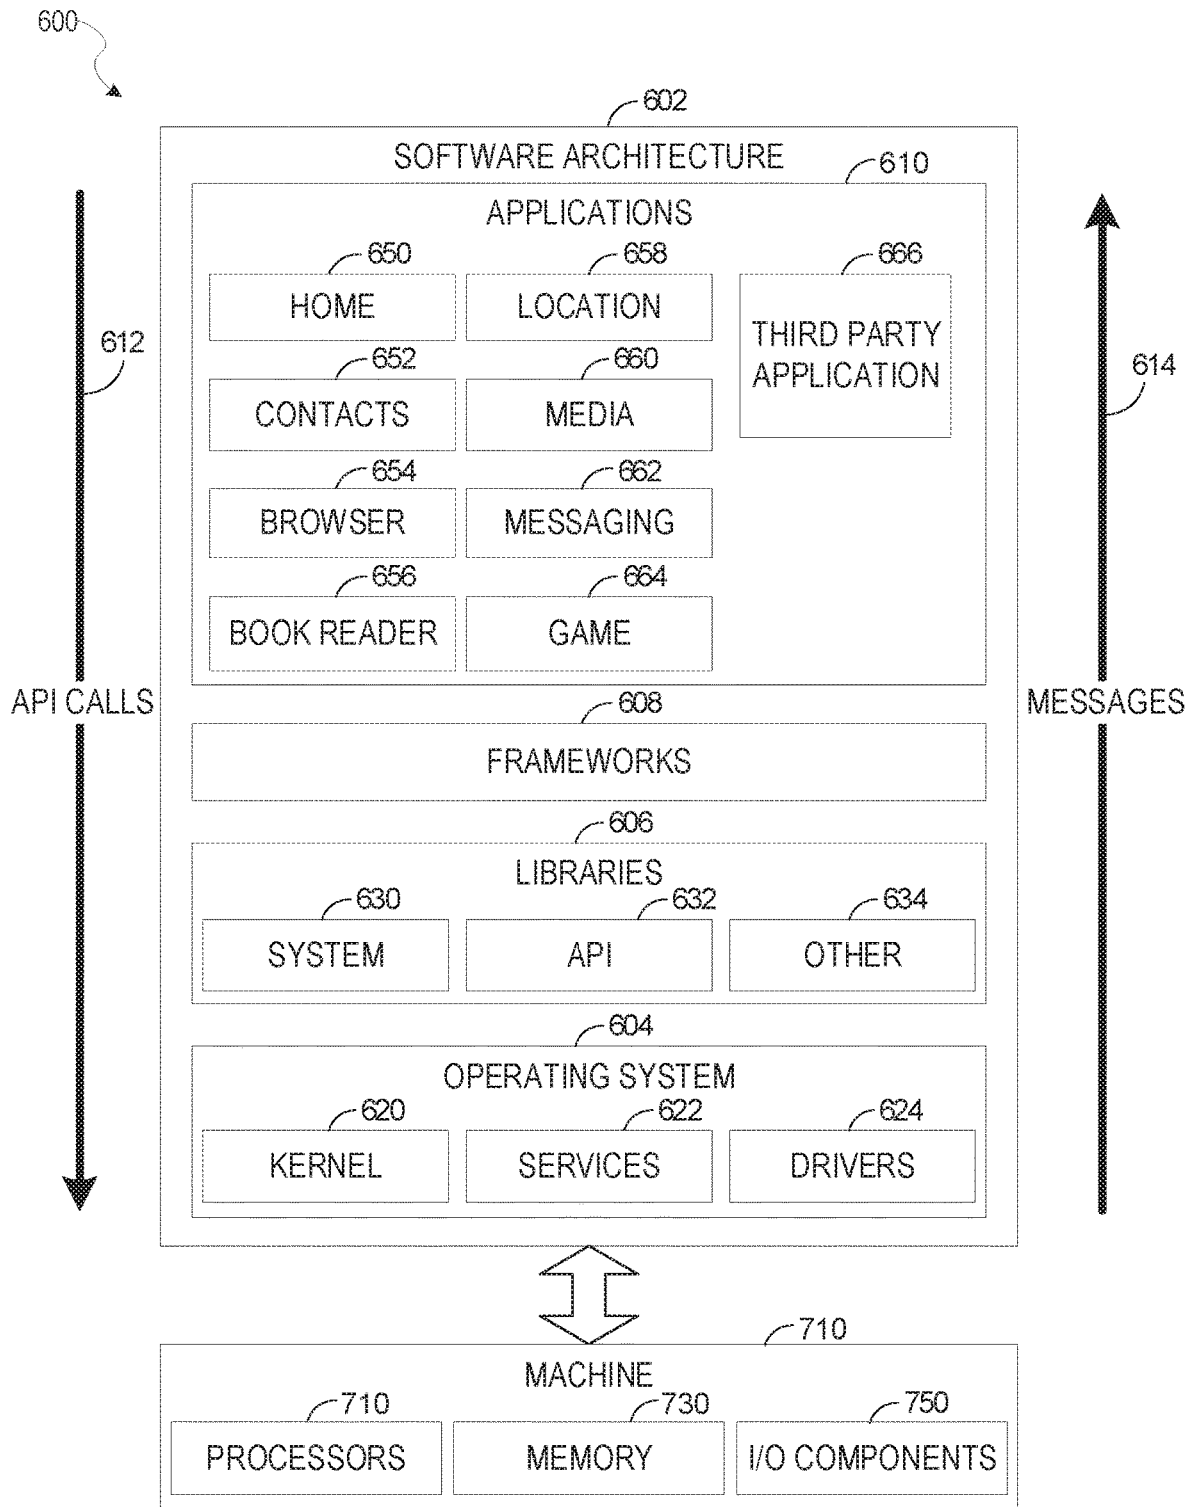 600
602
SOFTWARE ARCHITECTURE
610
APPLICATIONS
650
658
666
HOME
LOCATION
THIRD PARTY
APPLICATION
612
652
660
614
CONTACTS
MEDIA
654
662
BROWSER
MESSAGING
656
664
BOOK READER
GAME
API CALLS
MESSAGES
608
FRAMEWORKS
606
LIBRARIES
630
632
634
SYSTEM
API
OTHER
604
OPERATING SYSTEM
620
622
624
KERNEL
SERVICES
DRIVERS
710
MACHINE
710
730
750
PROCESSORS
MEMORY
I/O COMPONENTS